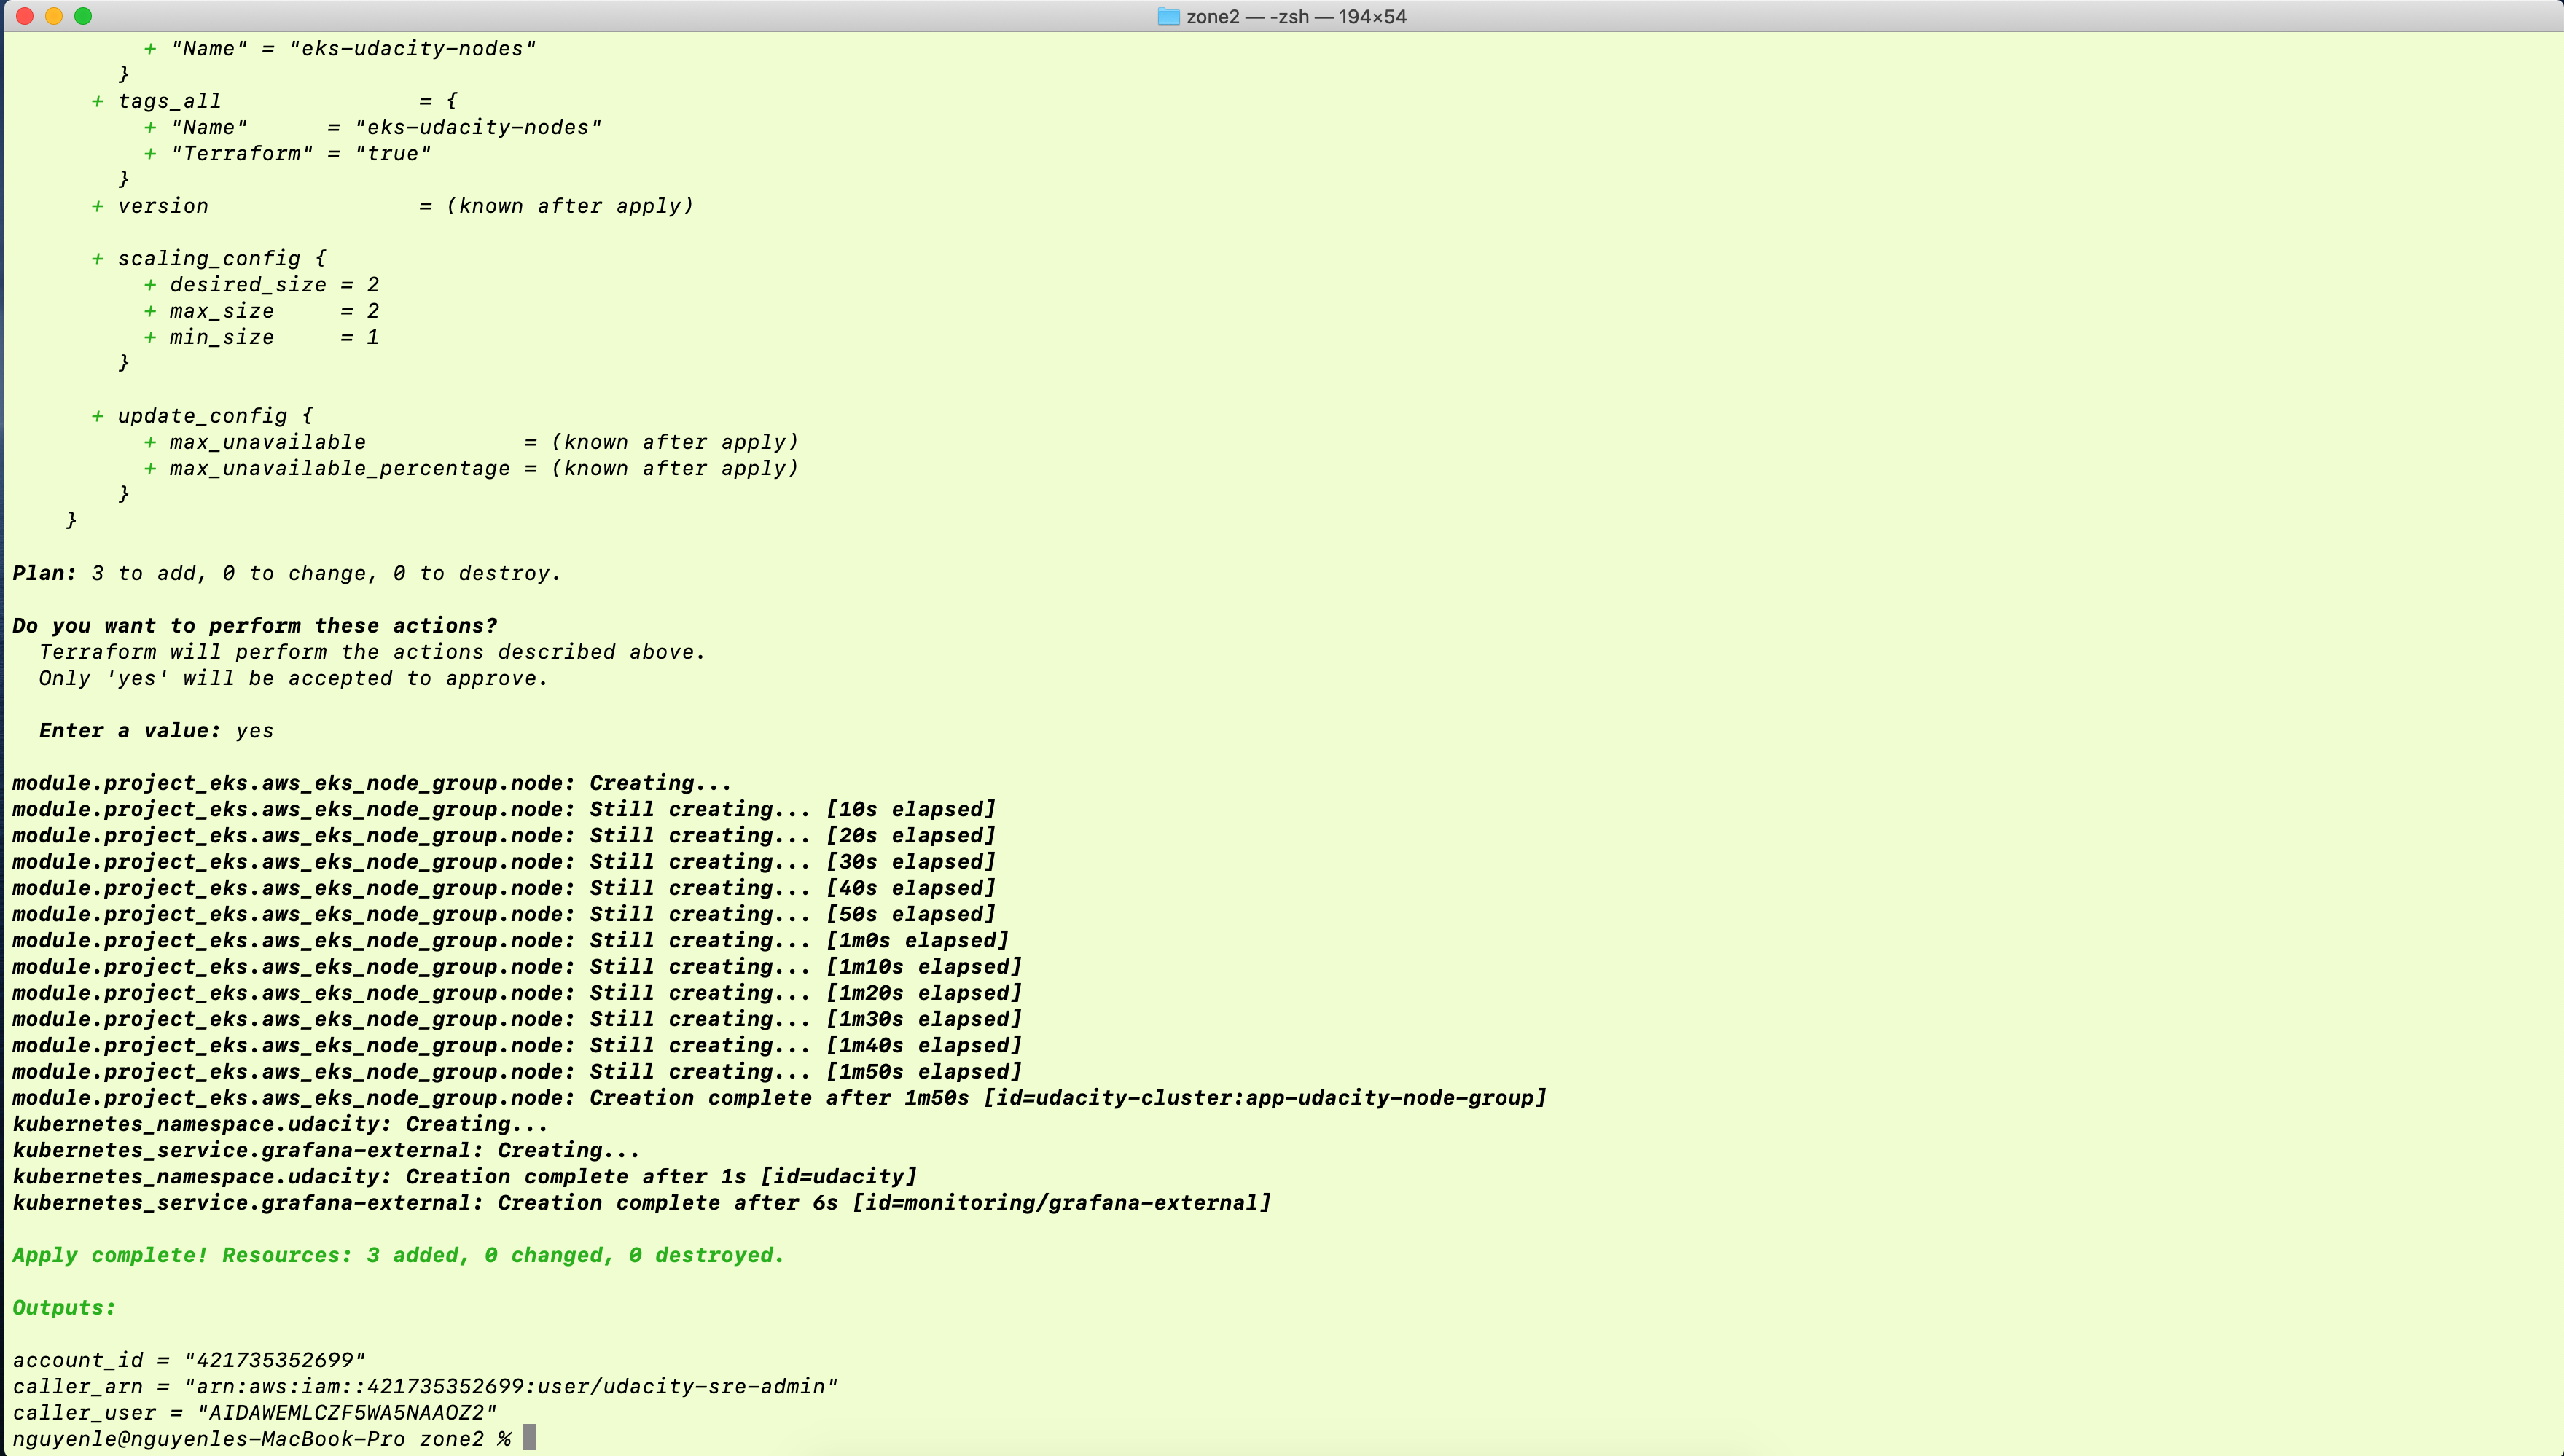 zone2 — -zsh — 194×54
+ "Name" = "eks-udacity-nodes"
}
+ tags_all = {
+ "Name" = "eks-udacity-nodes"
+ "Terraform" = "true"
}
+ version = (known after apply)
+ scaling_config {
+ desired_size = 2
+ max_size = 2
+ min_size = 1
}
+ update_config {
+ max_unavailable = (known after apply)
+ max_unavailable_percentage = (known after apply)
}
}
Plan: 3 to add, 0 to change, 0 to destroy.
Do you want to perform these actions?
Terraform will perform the actions described above.
Only 'yes' will be accepted to approve.
Enter a value: yes
module.project_eks.aws_eks_node_group.node: Creating...
module.project_eks.aws_eks_node_group.node: Still creating... [10s elapsed]
module.project_eks.aws_eks_node_group.node: Still creating... [20s elapsed]
module.project_eks.aws_eks_node_group.node: Still creating... [30s elapsed]
module.project_eks.aws_eks_node_group.node: Still creating... [40s elapsed]
module.project_eks.aws_eks_node_group.node: Still creating... [50s elapsed]
module.project_eks.aws_eks_node_group.node: Still creating... [1m0s elapsed]
module.project_eks.aws_eks_node_group.node: Still creating... [1m10s elapsed]
module.project_eks.aws_eks_node_group.node: Still creating... [1m20s elapsed]
module.project_eks.aws_eks_node_group.node: Still creating... [1m30s elapsed]
module.project_eks.aws_eks_node_group.node: Still creating... [1m40s elapsed]
module.project_eks.aws_eks_node_group.node: Still creating... [1m50s elapsed]
module.project_eks.aws_eks_node_group.node: Creation complete after 1m50s [id=udacity-cluster:app-udacity-node-group]
kubernetes_namespace.udacity: Creating...
kubernetes_service.grafana-external: Creating...
kubernetes_namespace.udacity: Creation complete after 1s [id=udacity]
kubernetes_service.grafana-external: Creation complete after 6s [id=monitoring/grafana-external]
Apply complete! Resources: 3 added, 0 changed, 0 destroyed.
Outputs:
account_id = "421735352699"
caller_arn = "arn:aws:iam::421735352699:user/udacity-sre-admin"
caller_user = "AIDAWEMLCZF5WA5NAAOZ2"
nguyenle@nguyenles-MacBook-Pro zone2 %